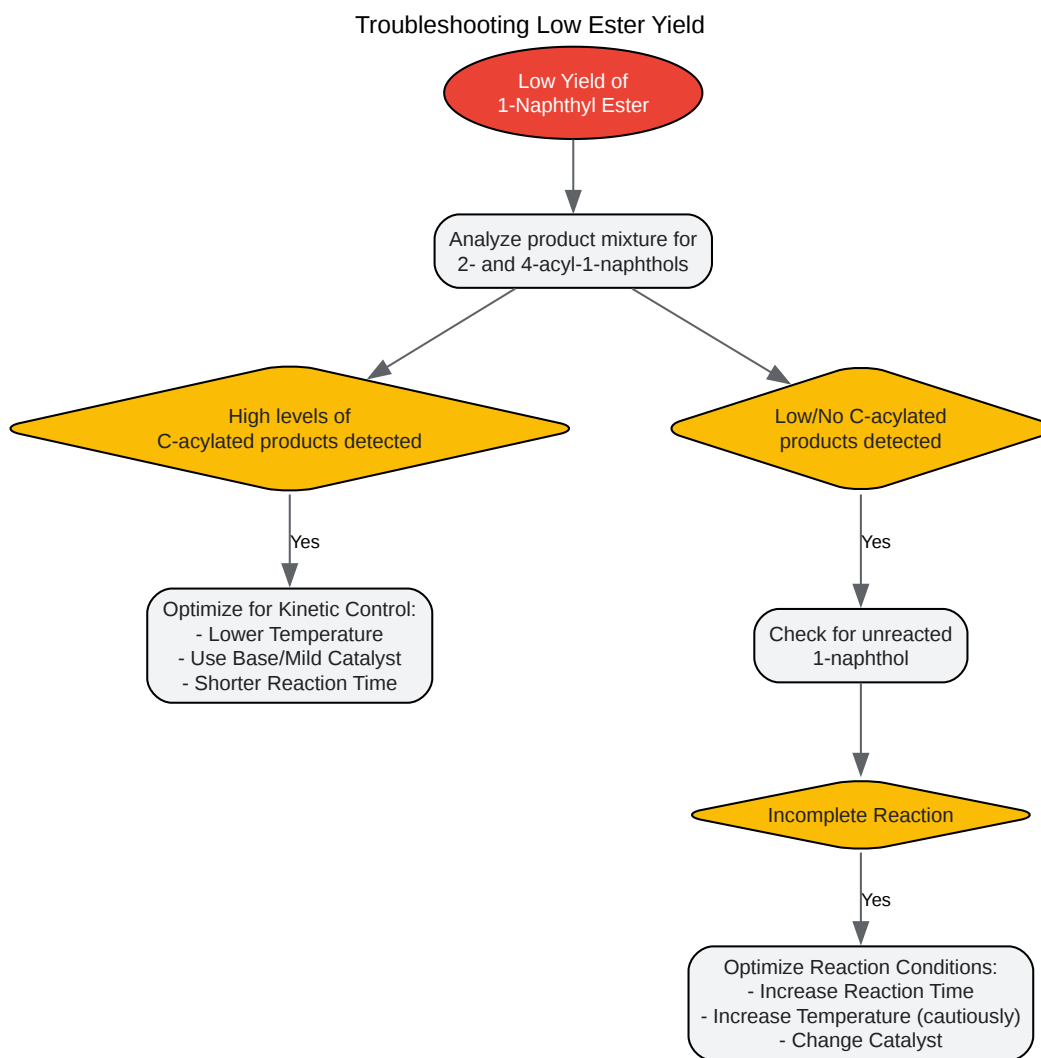 Troubleshooting Low Ester Yield
Low Yield of
1-Naphthyl Ester
Analyze product mixture for
2- and 4-acyl-1-naphthols
High levels of
C-acylated products detected
Low/No C-acylated
products detected
Yes
Yes
Optimize for Kinetic Control:
- Lower Temperature
- Use Base/Mild Catalyst
- Shorter Reaction Time
Check for unreacted
1-naphthol
Incomplete Reaction
Yes
Optimize Reaction Conditions:
- Increase Reaction Time
- Increase Temperature (cautiously)
- Change Catalyst